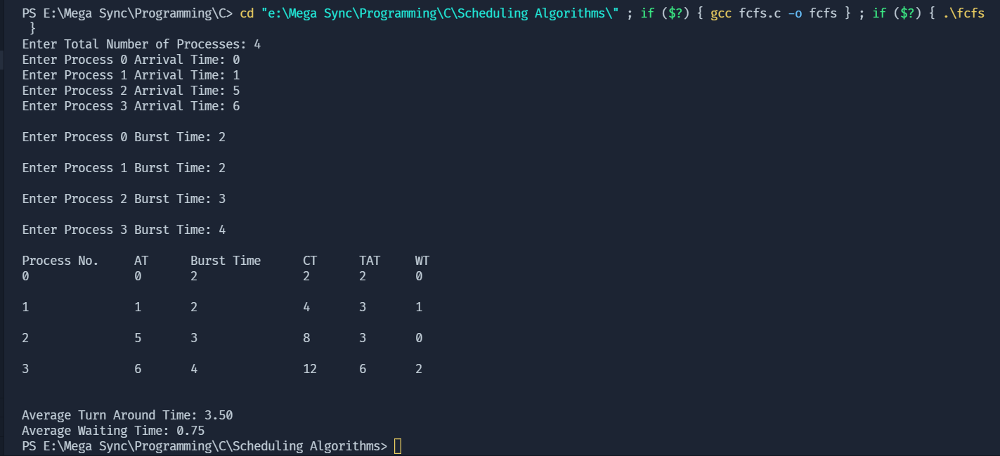 PS E:\Mega Sync\Programming\C> cd "e:\Mega Sync\Programming\C\Scheduling Algorithms\" ; if ($?) { gcc fcfs.c -o fcfs } ; if ($?) { .\fcfs
}
Enter Total Number of Processes: 4
Enter Process 0 Arrival Time: 0
Enter Process 1 Arrival Time: 1
Enter Process 2 Arrival Time: 5
Enter Process 3 Arrival Time: 6
Enter Process 0 Burst Time: 2
Enter Process 1 Burst Time: 2
Enter Process 2 Burst Time: 3
Enter Process 3 Burst Time: 4
Process No. AT Burst Time CT TAT WT
0 0 2 2 2 0
1 1 2 4 3 1
2 5 3 8 3 0
3 6 4 12 6 2
Average Turn Around Time: 3.50
Average Waiting Time: 0.75
PS E:\Mega Sync\Programming\C\Scheduling Algorithms>